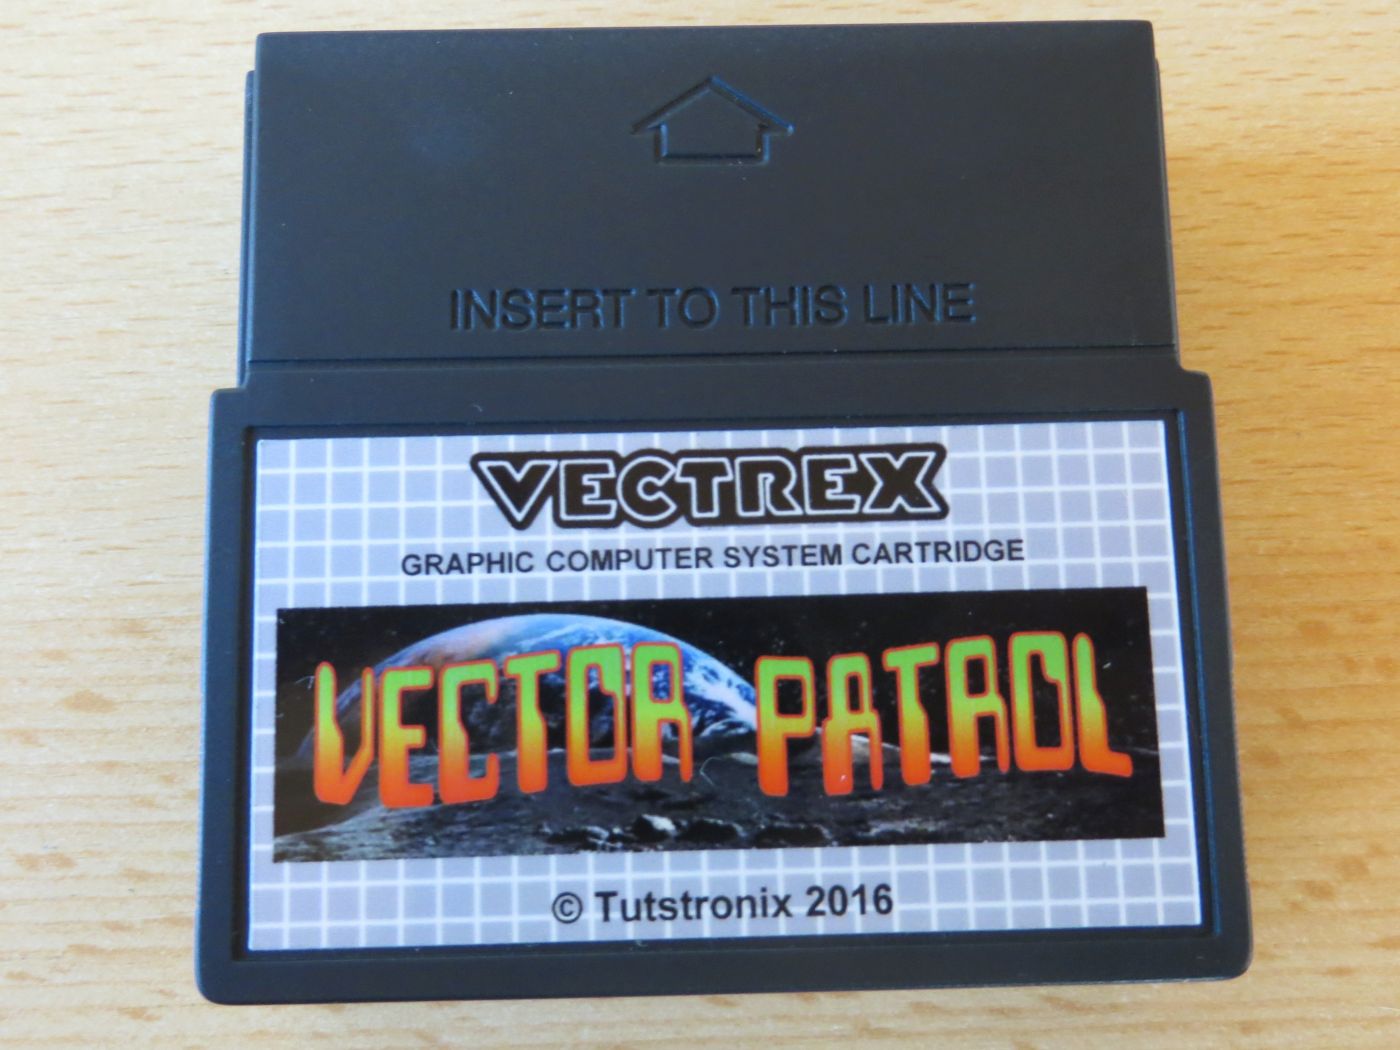 INSERT TO THIS LINE
VECTREX
GRAPHIC COMPUTER SYSTEM CARTRIDGE
VECTOR PATROL
© Tutstronix 2016